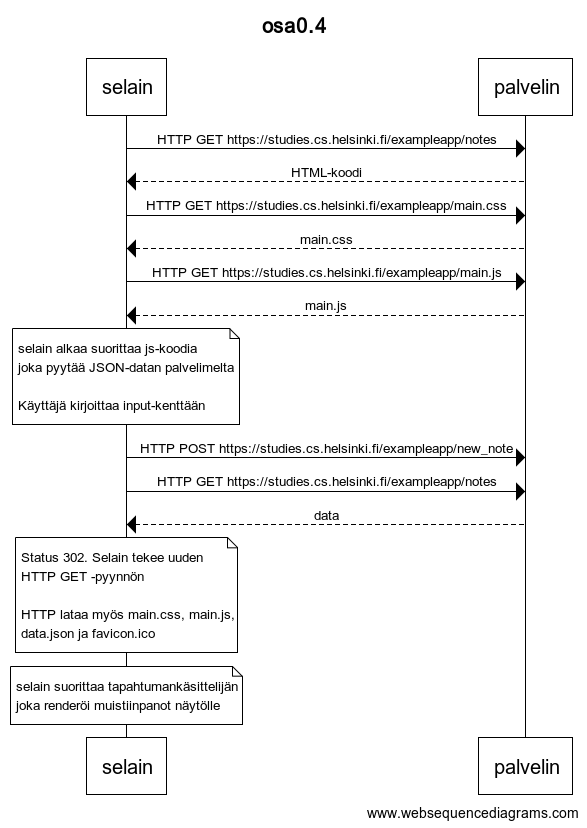 osa0.4
selain
palvelin
HTTP GET https://studies.cs.helsinki.fi/exampleapp/notes
HTML-koodi
HTTP GET https://studies.cs.helsinki.fi/exampleapp/main.css
main.css
HTTP GET https://studies.cs.helsinki.fi/exampleapp/main.js
main.js
selain alkaa suorittaa js-koodia
joka pyytää JSON-datan palvelimelta
Käyttäjä kirjoittaa input-kenttään
HTTP POST https://studies.cs.helsinki.fi/exampleapp/new_note
HTTP GET https://studies.cs.helsinki.fi/exampleapp/notes
data
Status 302. Selain tekee uuden
HTTP GET -pyynnön
HTTP lataa myös main.css, main.js,
data.json ja favicon.ico
selain suorittaa tapahtumankäsittelijän
joka renderöi muistiinpanot näytölle
selain
palvelin
www.websequencediagrams.com